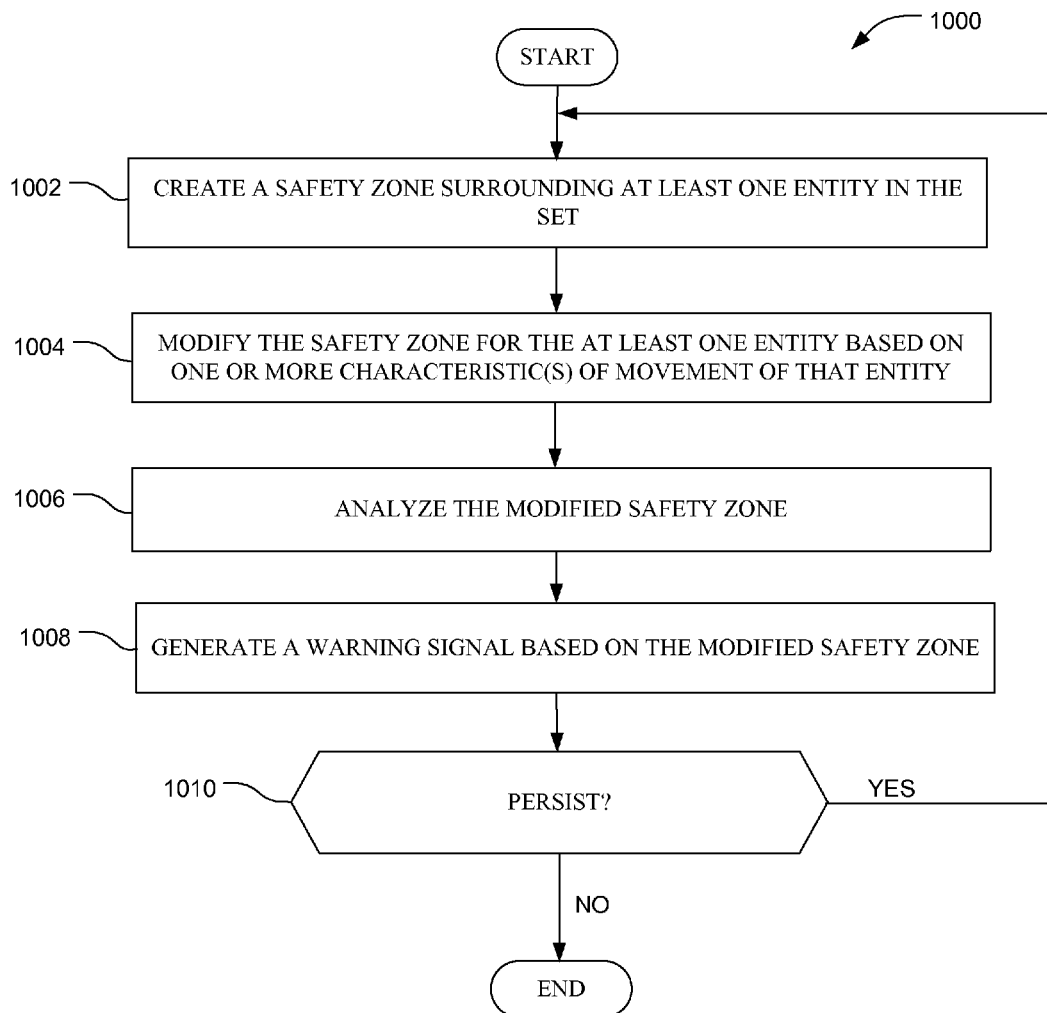 1000
START
1002
CREATE A SAFETY ZONE SURROUNDING AT LEAST ONE ENTITY IN THE
SET
1004
MODIFY THE SAFETY ZONE FOR THE AT LEAST ONE ENTITY BASED ON
ONE OR MORE CHARACTERISTIC(S) OF MOVEMENT OF THAT ENTITY
1006
ANALYZE THE MODIFIED SAFETY ZONE
1008
GENERATE A WARNING SIGNAL BASED ON THE MODIFIED SAFETY ZONE
1010
PERSIST?
YES
NO
END